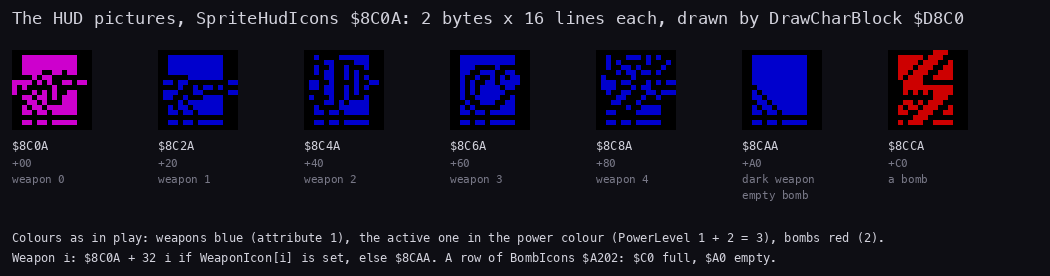 The HUD pictures, SpriteHudIcons $8C0A: 2 bytes x 16 lines each, drawn by DrawCharBlock $D8C0
$8C0A $8C2A $8C4A $8C6A $8C8A $8CAA $8CCA
+00 +20 +40 +60 +80 +A0 +C0
weapon 0 weapon 1 weapon 2 weapon 3 weapon 4 dark weapon a bomb
empty bomb
Colours as in play: weapons blue (attribute 1), the active one in the power colour (PowerLevel 1 + 2 = 3), bombs red (2).
Weapon i: $8C0A + 32 i if WeaponIcon[i] is set, else $8CAA. A row of BombIcons $A202: $C0 full, $A0 empty.